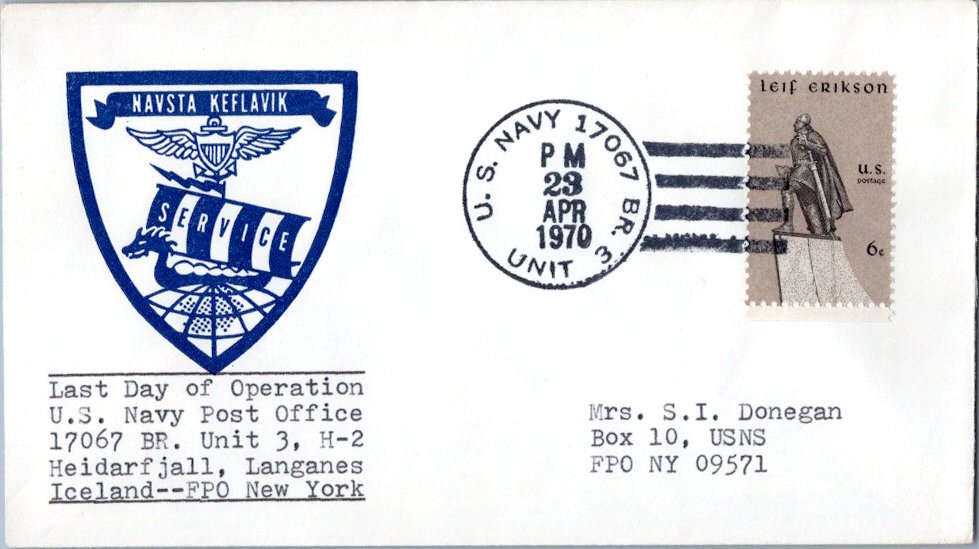 NAVSTA KEFLAVIK
SERVICE
Last Day of Operation
U.S. Navy Post Office
17067 BR. Unit 3, H-2
Heidarfjall, Langanes
Iceland--FPO New York
U. S. NAVY 17067 BR. 3
PM
23
APR
1970
UNIT
LEIF ERIKSON
U.S.
postage
6c
Mrs. S.I. Donegan
Box 10, USNS
FPO NY 09571